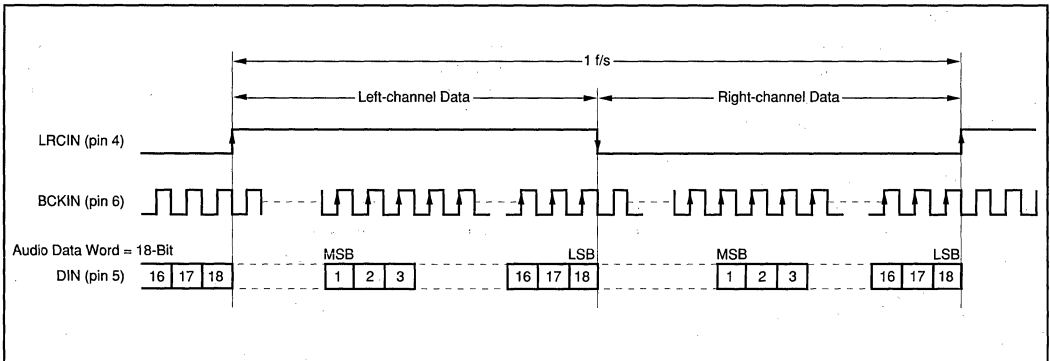 1 f/s
Left-channel Data Right-channel Data
LRCIN (pin 4)
BCKIN (pin 6)
Audio Data Word = 18-Bit
MSB LSB MSB LSB
DIN (pin 5) 16 17 18 1 2 3 16 17 18 1 2 3 16 17 18